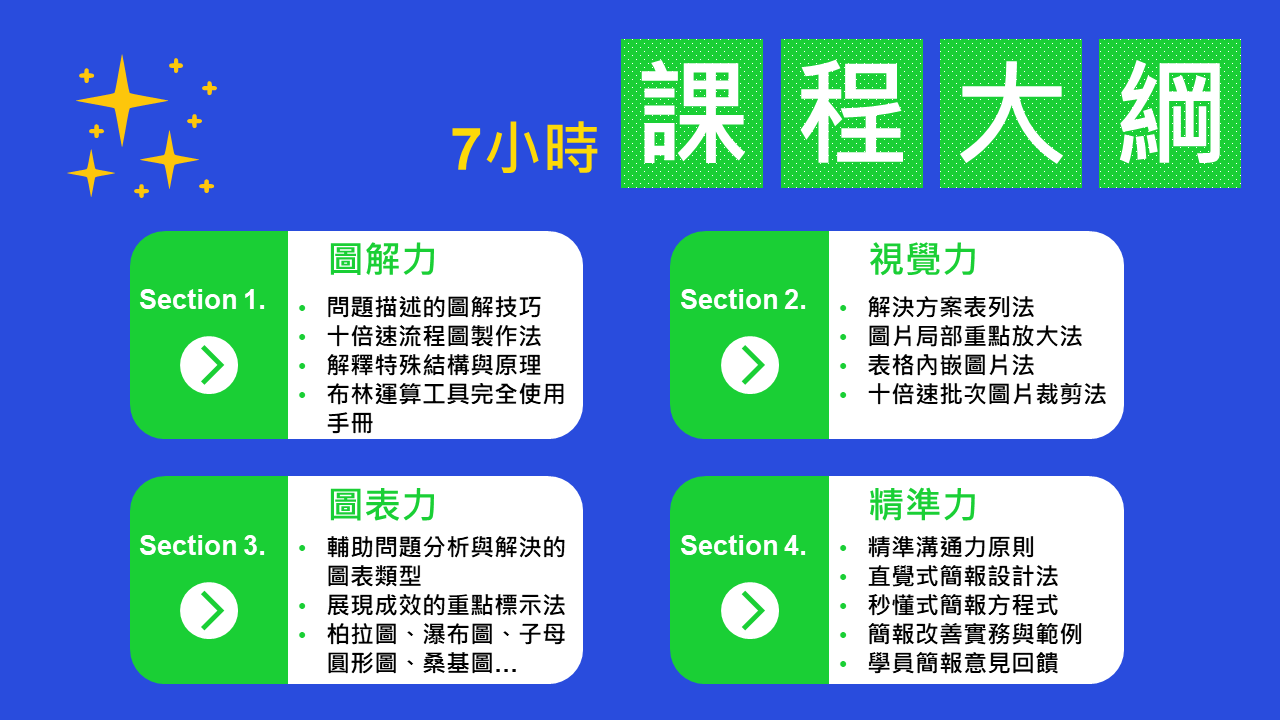 7小時 課程大綱
Section 1.
圖解力
• 問題描述的圖解技巧
• 十倍速流程圖製作法
• 解釋特殊結構與原理
• 布林運算工具完全使用
手冊
Section 2.
視覺力
• 解決方案表列法
• 圖片局部重點放大法
• 表格內嵌圖片法
• 十倍速批次圖片裁剪法
Section 3.
圖表力
• 輔助問題分析與解決的
圖表類型
• 展現成效的重點標示法
• 柏拉圖、瀑布圖、子母
圓形圖、桑基圖...
Section 4.
精準力
• 精準溝通力原則
• 直覺式簡報設計法
• 秒懂式簡報方程式
• 簡報改善實務與範例
• 學員簡報意見回饋